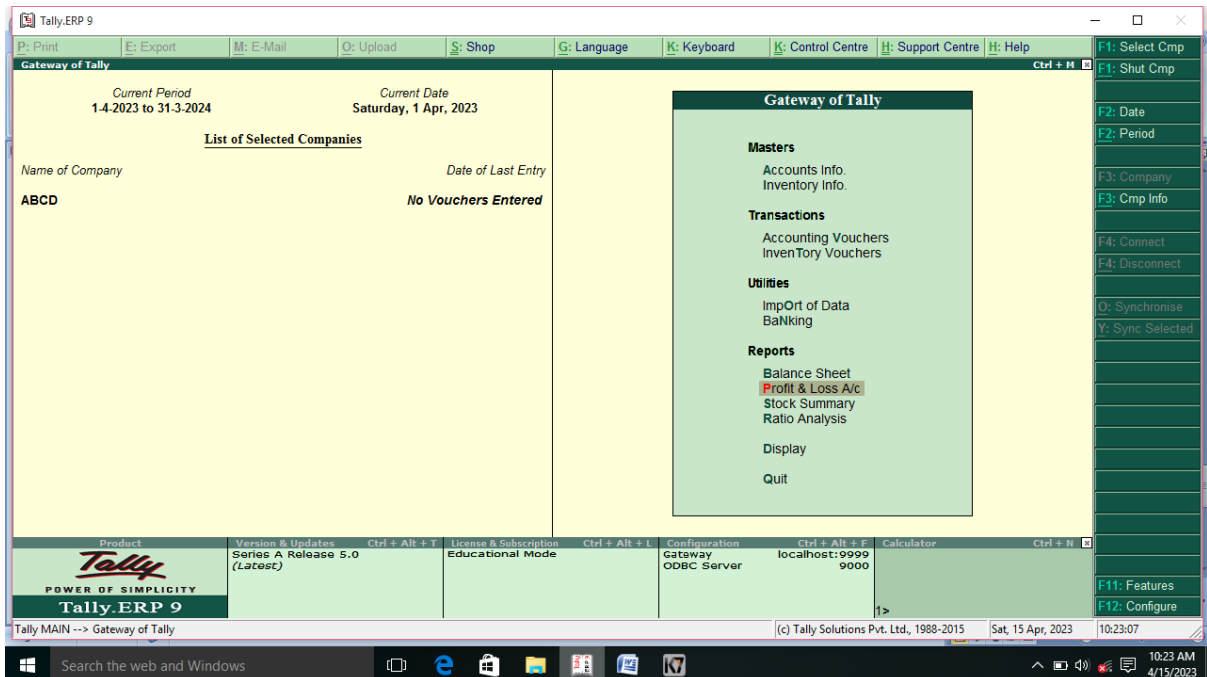 Tally.ERP 9
P: Print E: Export M: E-Mail O: Upload S: Shop G: Language K: Keyboard K: Control Centre H: Support Centre H: Help
Gateway of Tally Ctrl + M
Current Period Current Date
1-4-2023 to 31-3-2024 Saturday, 1 Apr, 2023
List of Selected Companies
Name of Company Date of Last Entry
ABCD No Vouchers Entered
Gateway of Tally
Masters
Accounts Info.
Inventory Info.
Transactions
Accounting Vouchers
InvenTory Vouchers
Utilities
ImpOrt of Data
BaNking
Reports
Balance Sheet
Profit & Loss A/c
Stock Summary
Ratio Analysis
Display
Quit
F1: Select Cmp
F1: Shut Cmp
F2: Date
F2: Period
F3: Company
F3: Cmp Info
F4: Connect
F4: Disconnect
O: Synchronise
Y: Sync Selected
F11: Features
F12: Configure
Product
Tally
POWER OF SIMPLICITY
Tally.ERP 9
Version & Updates Ctrl + Alt + T
Series A Release 5.0
(Latest)
License & Subscription Ctrl + Alt + L
Educational Mode
Configuration Ctrl + Alt + F
Gateway localhost:9999
ODBC Server 9000
Calculator Ctrl + N
1>
Tally MAIN --> Gateway of Tally (c) Tally Solutions Pvt. Ltd., 1988-2015 Sat, 15 Apr, 2023 10:23:07
Search the web and Windows
10:23 AM
4/15/2023